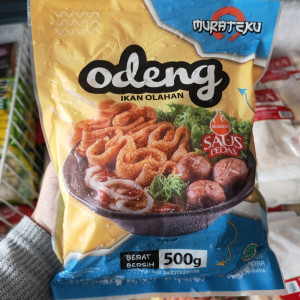 MURATEKU
odeng
IKAN OLAHAN
SAUS
PEDAS
BERAT
BERSIH
500g